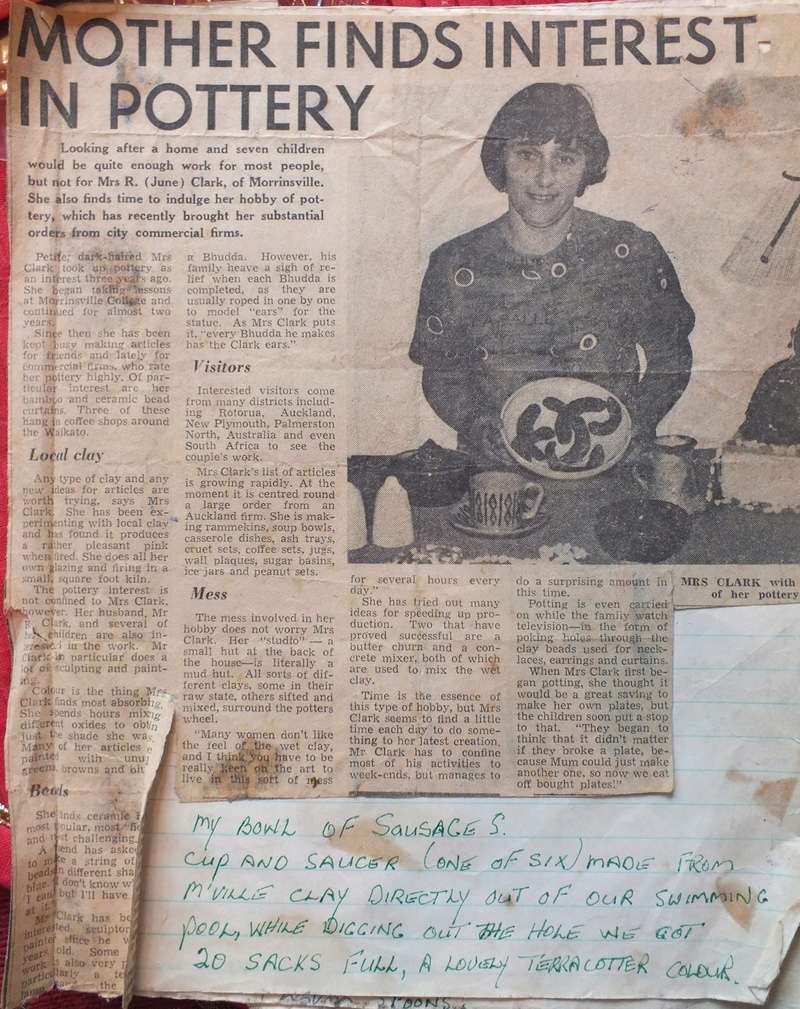 MOTHER FINDS INTEREST
IN POTTERY
Looking after a home and seven children
would be quite enough work for most people,
but not for Mrs R. (June) Clark, of Morrinsville.
She also finds time to indulge her hobby of pot-
tery, which has recently brought her substantial
orders from city commercial firms.
Petite, dark-haired Mrs
Clark took up pottery as
an interest three years ago.
She began taking lessons
at Morrinsville College and
continued for almost two
years.
Since then she has been
kept busy making articles
for friends and lately for
commercial firms, who rate
her pottery highly. Of par-
ticular interest are her
bamboo and ceramic bead
curtains. Three of these
hang in coffee shops around
the Waikato.
Local clay
Any type of clay and any
new ideas for articles are
worth trying, says Mrs
Clark. She has been ex-
perimenting with local clay
and has found it produces
a rather pleasant pink
when fired. She does all her
own glazing and firing in a
small, square foot kiln.
The pottery interest is
not confined to Mrs Clark,
however. Her husband, Mr
R. Clark, and several of
his children are also in-
terested in the work. Mr
Clark in particular does a
lot of sculpting and paint-
ing.
Colour is the thing Mrs
Clark finds most absorbing.
She spends hours mixing
different oxides to
just the shade she
Many of her articles
painted with
greens, browns and
Beads
She finds ceramic
most
and challenging.
A friend has
to make a string of
beads in different
don't know
I can but I'll have
at
Mr Clark has
interested
painter since he
years old. Some
work is also very
particularly a
the
a Bhudda. However, his
family heave a sigh of re-
lief when each Bhudda is
completed, as they are
usually roped in one by one
to model "ears" for the
statue. As Mrs Clark puts
it, "every Bhudda he makes
has the Clark ears."
Visitors
Interested visitors come
from many districts includ-
ing Rotorua, Auckland,
New Plymouth, Palmerston
North, Australia and even
South Africa to see the
couple's work.
Mrs Clark's list of articles
is growing rapidly. At the
moment it is centred round
a large order from an
Auckland firm. She is mak-
ing rammekins, soup bowls,
casserole dishes, ash trays,
cruet sets, coffee sets, jugs,
wall plaques, sugar basins,
ice jars and peanut sets.
Mess
The mess involved in her
hobby does not worry Mrs
Clark. Her "studio" — a
small hut at the back of
the house—is literally a
mud hut. All sorts of dif-
ferent clays, some in their
raw state, others sifted and
mixed, surround the potters
wheel.
"Many women don't like
the feel of the wet clay,
and I think you have to be
really keen on the art to
live in this sort of mess
for several hours every
day."
She has tried out many
ideas for speeding up pro-
duction. Two that have
proved successful are a
butter churn and a con-
crete mixer, both of which
are used to mix the wet
clay.
Time is the essence of
this type of hobby, but Mrs
Clark seems to find a little
time each day to do some-
thing to her latest creation,
Mr Clark has to confine
most of his activities to
week-ends, but manages to
do a surprising amount in
this time.
Potting is even carried
on while the family watch
television—in the form of
poking holes through the
clay beads used for neck-
laces, earrings and curtains.
When Mrs Clark first be-
gan potting, she thought it
would be a great saving to
make her own plates, but
the children soon put a stop
to that. "They began to
think that it didn't matter
if they broke a plate, be-
cause Mum could just make
another one, so now we eat
off bought plates!"
MRS CLARK with
of her pottery
MY BOWL OF SAUSAGES.
CUP AND SAUCER (ONE OF SIX) MADE FROM
M'VILLE CLAY DIRECTLY OUT OF OUR SWIMMING
POOL, WHILE DIGGING OUT THE HOLE WE GOT
20 SACKS FULL, A LOVELY TERRACOTTER COLOUR.
SPOONS.